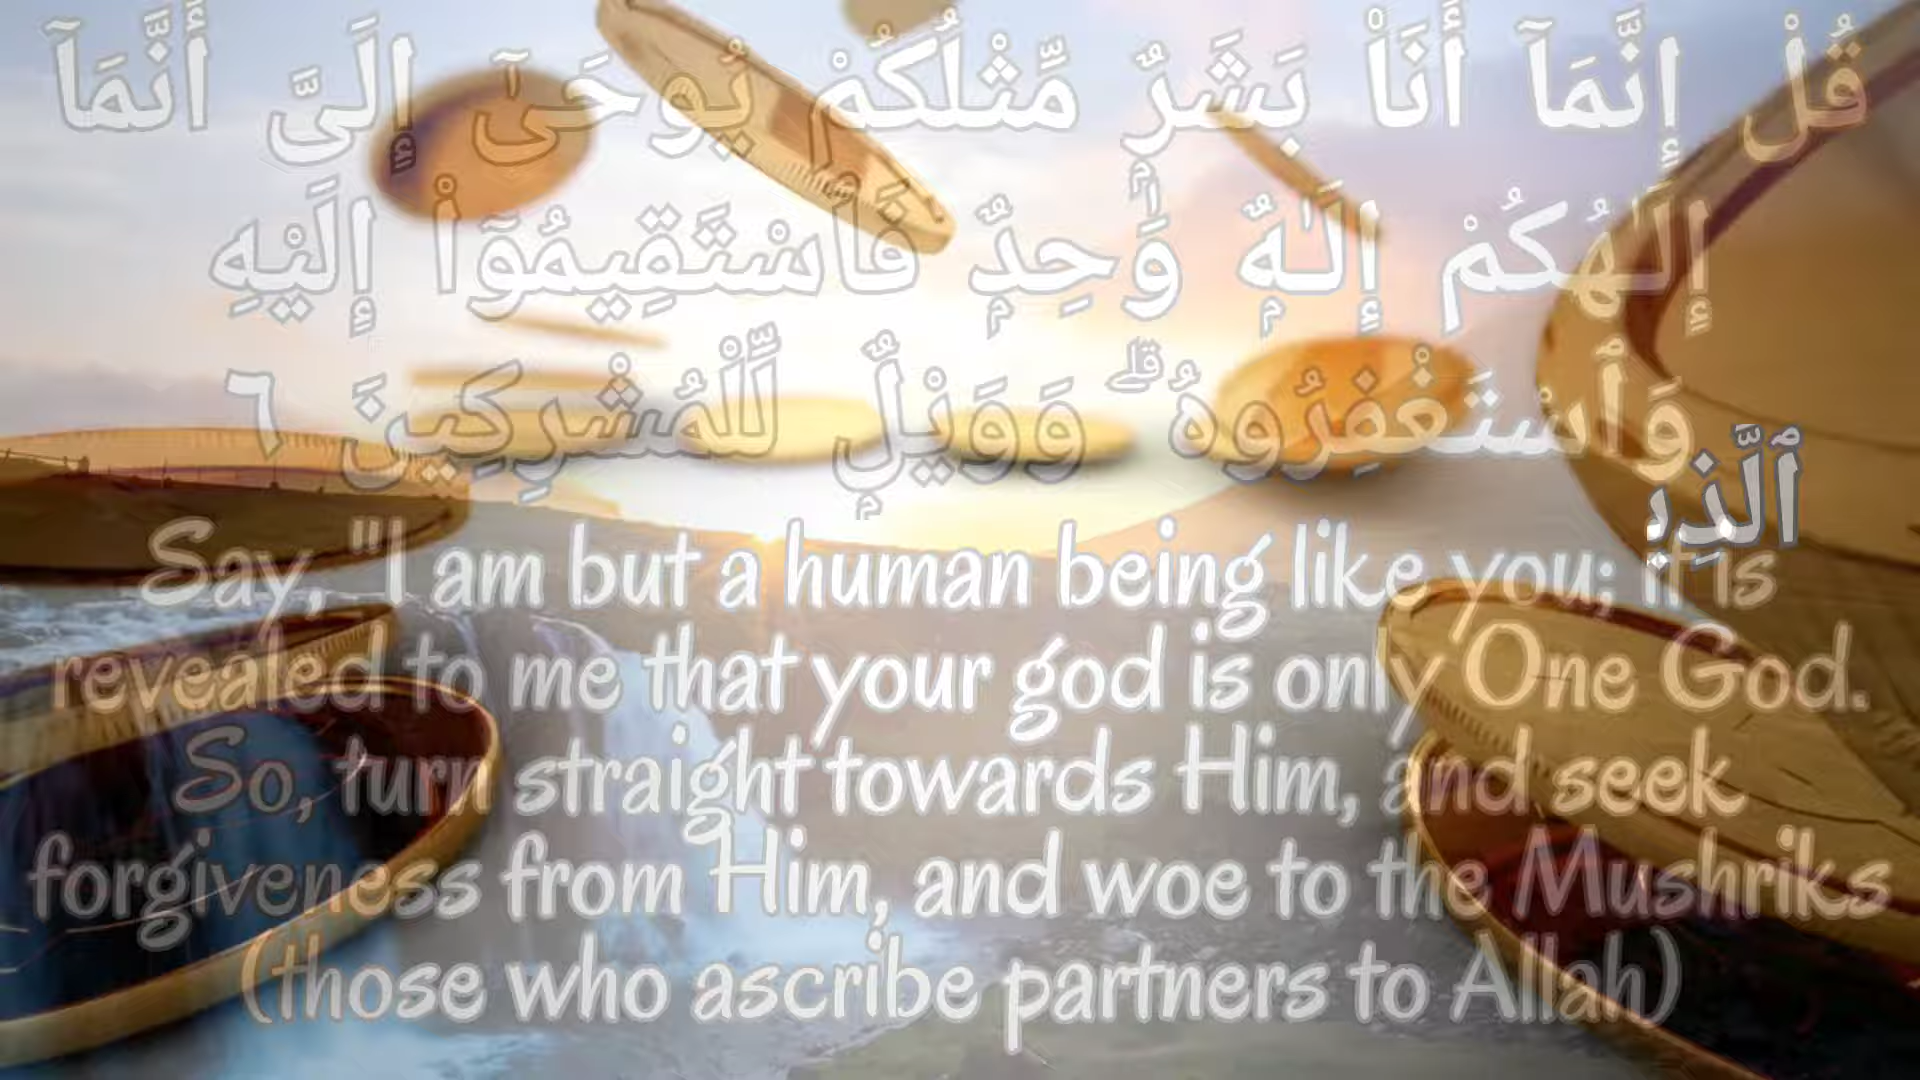 قُلْ إِنَّمَآ أَنَا۠ بَشَرٌ مِّثْلُكُمْ يُوحَىٰٓ إِلَىَّ أَنَّمَآ
إِلَـٰهُكُمْ إِلَـٰهٌ وَٰحِدٌ فَٱسْتَقِيمُوٓا۟ إِلَيْهِ
وَٱسْتَغْفِرُوهُ ۗ وَوَيْلٌ لِّلْمُشْرِكِينَ ٦
ٱلَّذِي
Say, "I am but a human being like you; it is
revealed to me that your god is only One God.
So, turn straight towards Him, and seek
forgiveness from Him, and woe to the Mushriks
(those who ascribe partners to Allah)